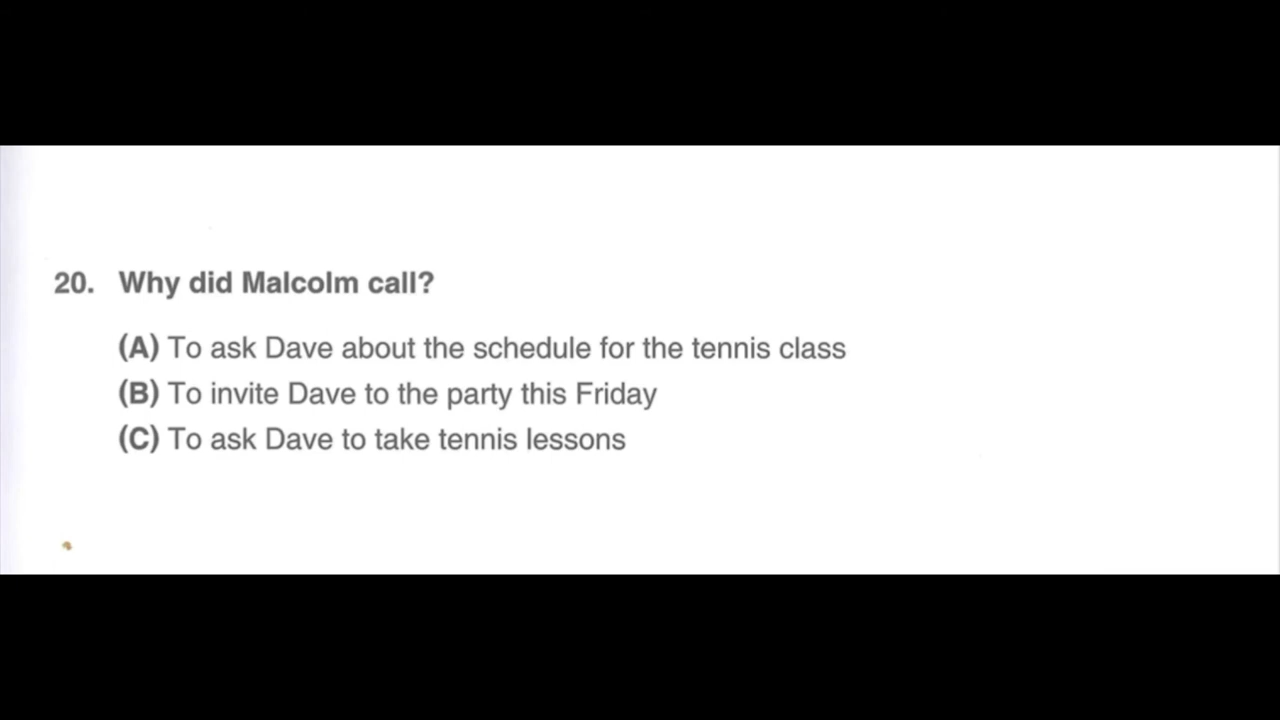 20. Why did Malcolm call?
(A) To ask Dave about the schedule for the tennis class
(B) To invite Dave to the party this Friday
(C) To ask Dave to take tennis lessons